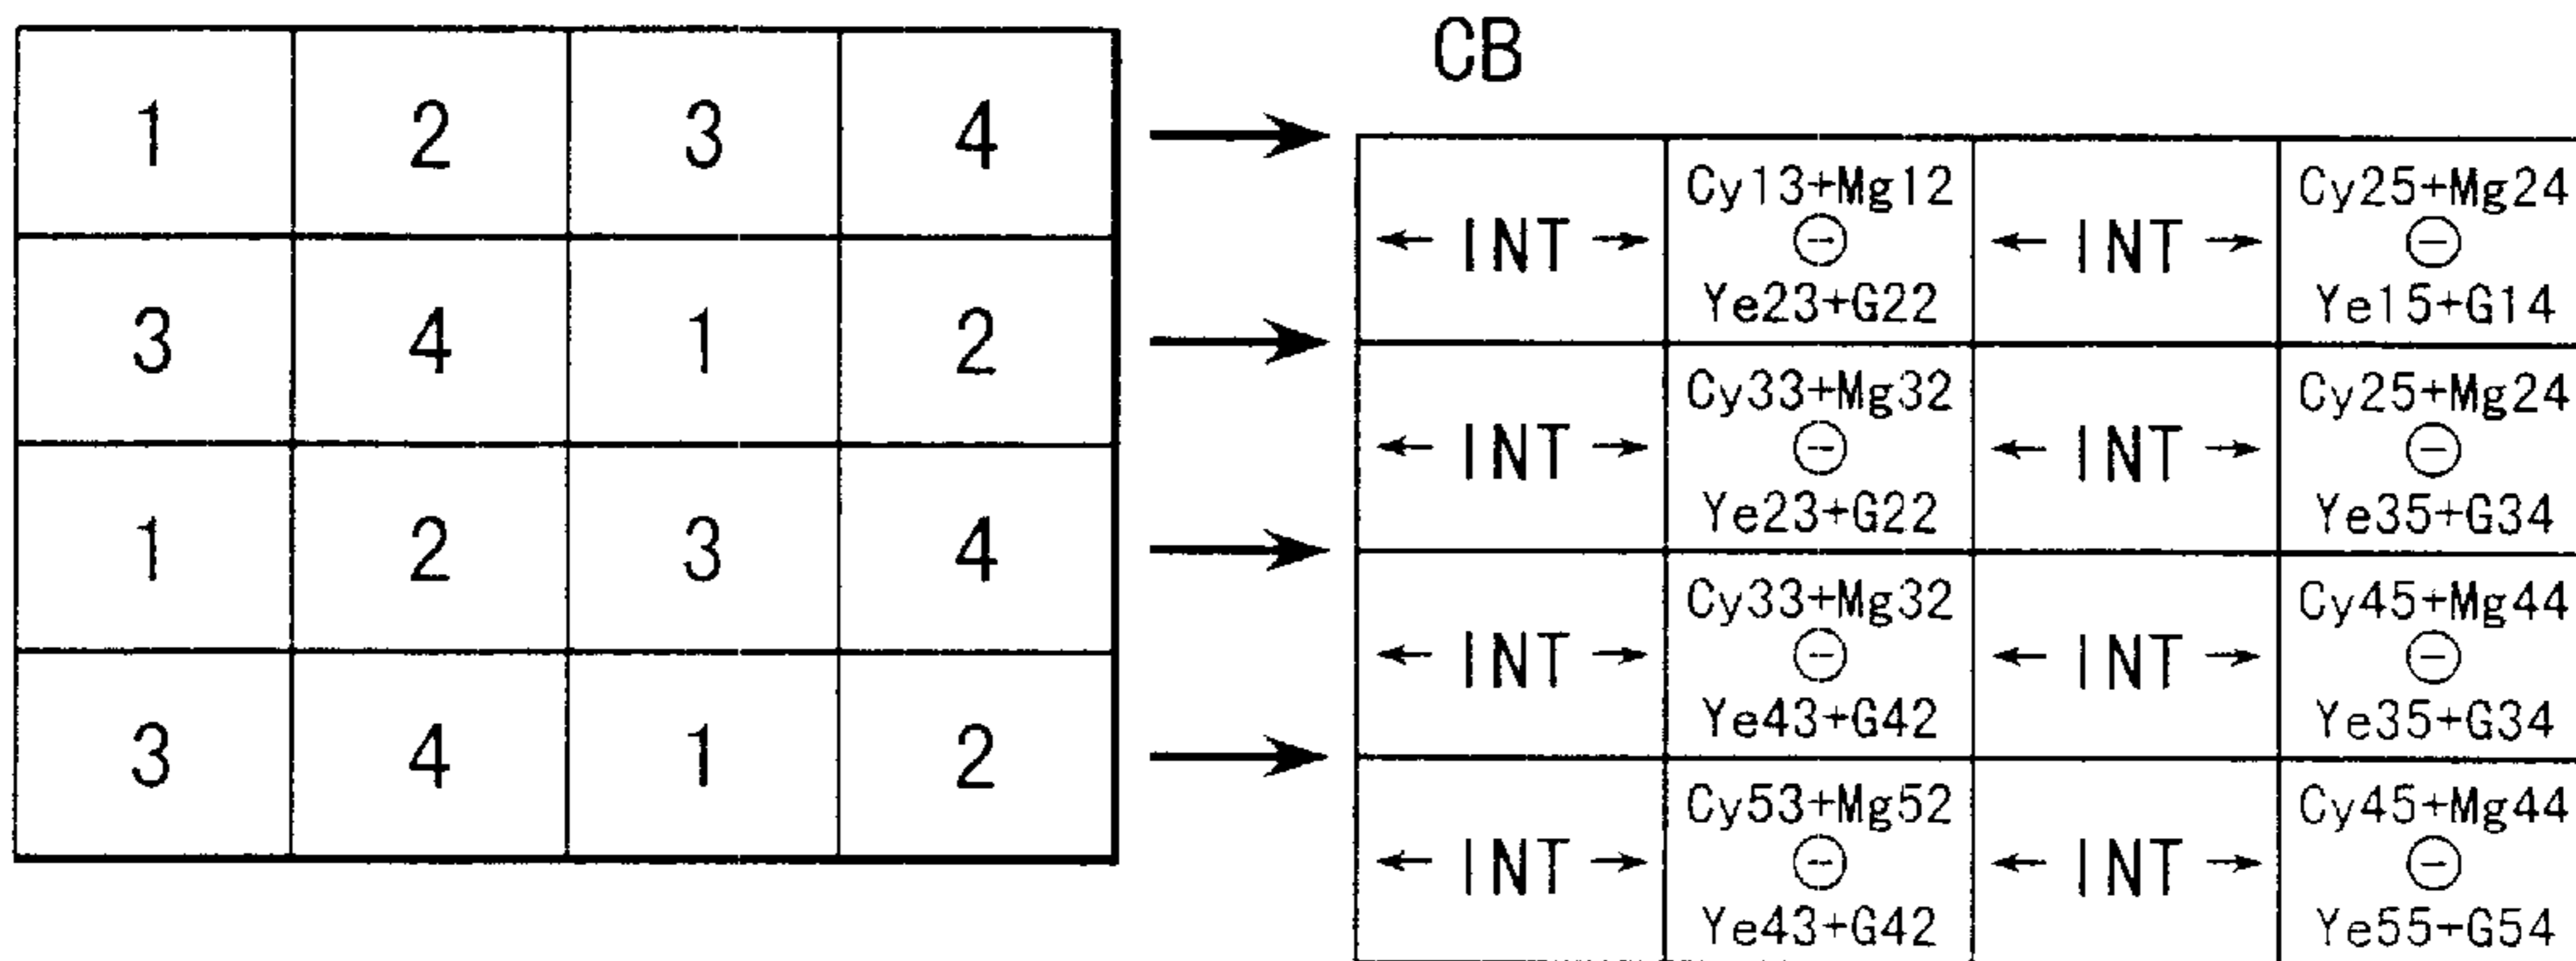 CB
1 2 3 4
3 4 1 2
1 2 3 4
3 4 1 2
← INT → Cy13+Mg12 ⊖ Ye23+G22 ← INT → Cy25+Mg24 ⊖ Ye15+G14
← INT → Cy33+Mg32 ⊖ Ye23+G22 ← INT → Cy25+Mg24 ⊖ Ye35+G34
← INT → Cy33+Mg32 ⊖ Ye43+G42 ← INT → Cy45+Mg44 ⊖ Ye35+G34
← INT → Cy53+Mg52 ⊖ Ye43+G42 ← INT → Cy45+Mg44 ⊖ Ye55+G54